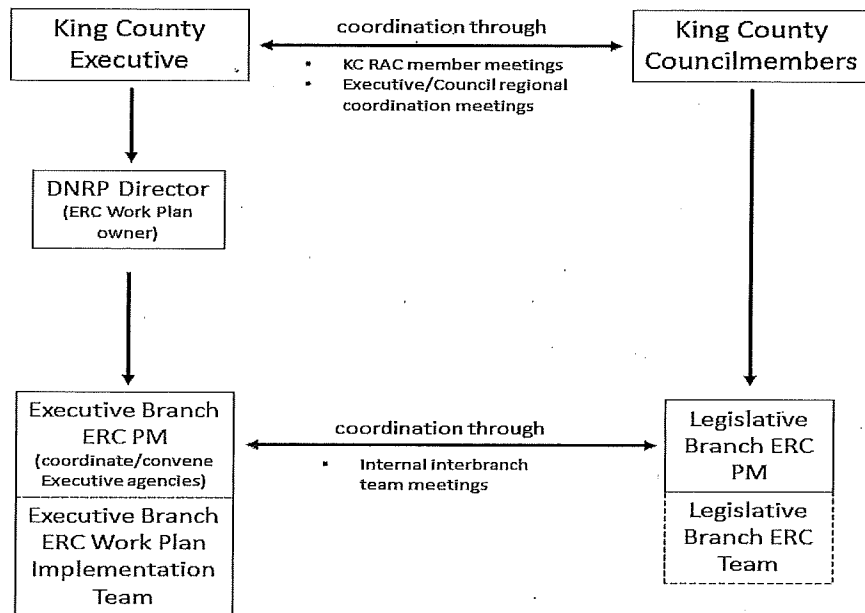 King County
Executive
coordination through
▪ KC RAC member meetings
▪ Executive/Council regional
coordination meetings
King County
Councilmembers
DNRP Director
(ERC Work Plan
owner)
Executive Branch
ERC PM
(coordinate/convene
Executive agencies)
Executive Branch
ERC Work Plan
Implementation
Team
coordination through
▪ Internal interbranch
team meetings
Legislative
Branch ERC
PM
Legislative
Branch ERC
Team